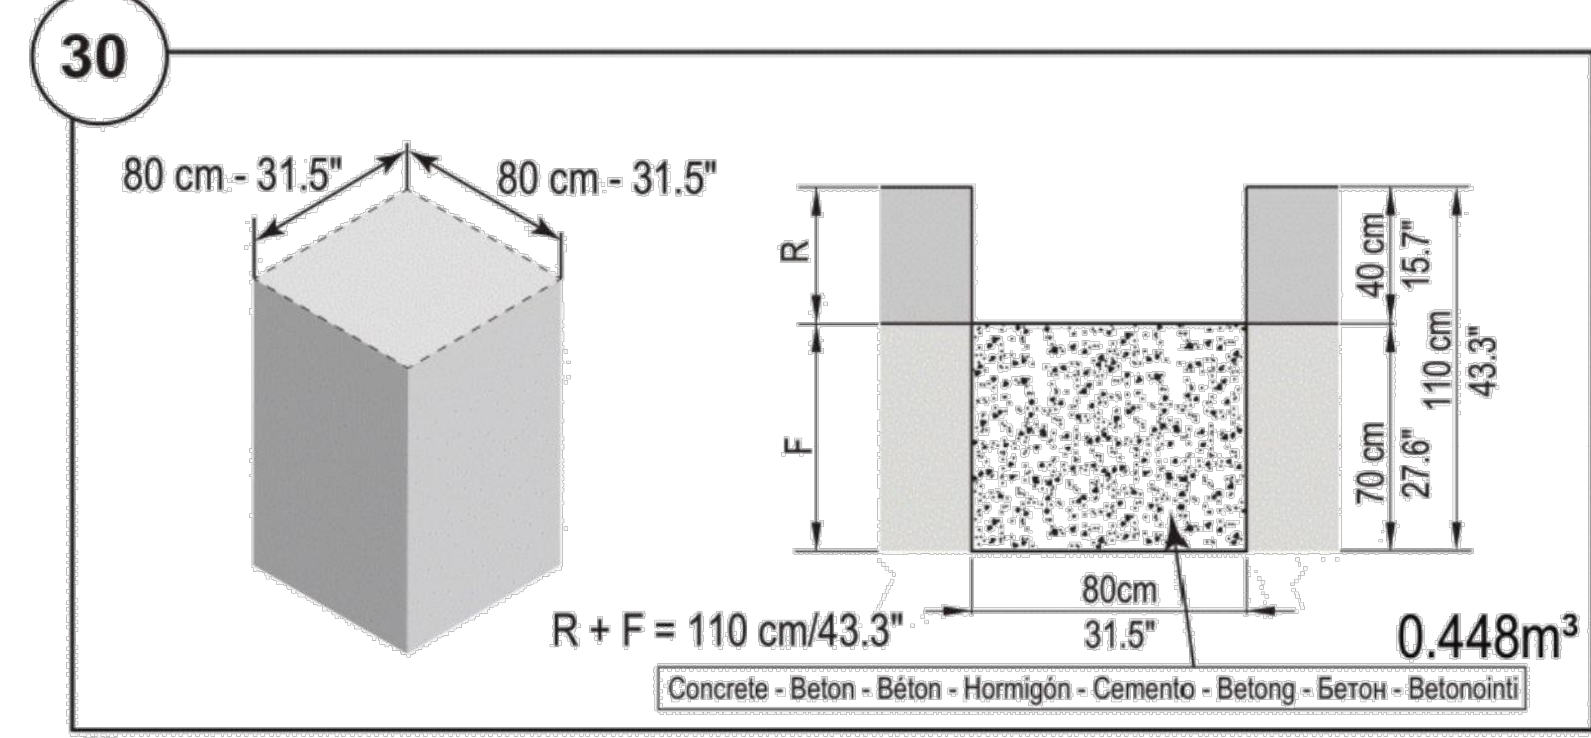 30
80 cm - 31.5"
80 cm - 31.5"
R
F
40 cm
15.7"
110 cm
43.3"
70 cm
27.6"
80cm
31.5"
R + F = 110 cm/43.3"
0.448m³
Concrete - Beton - Béton - Hormigón - Cemento - Betong - Бетон - Betonointi